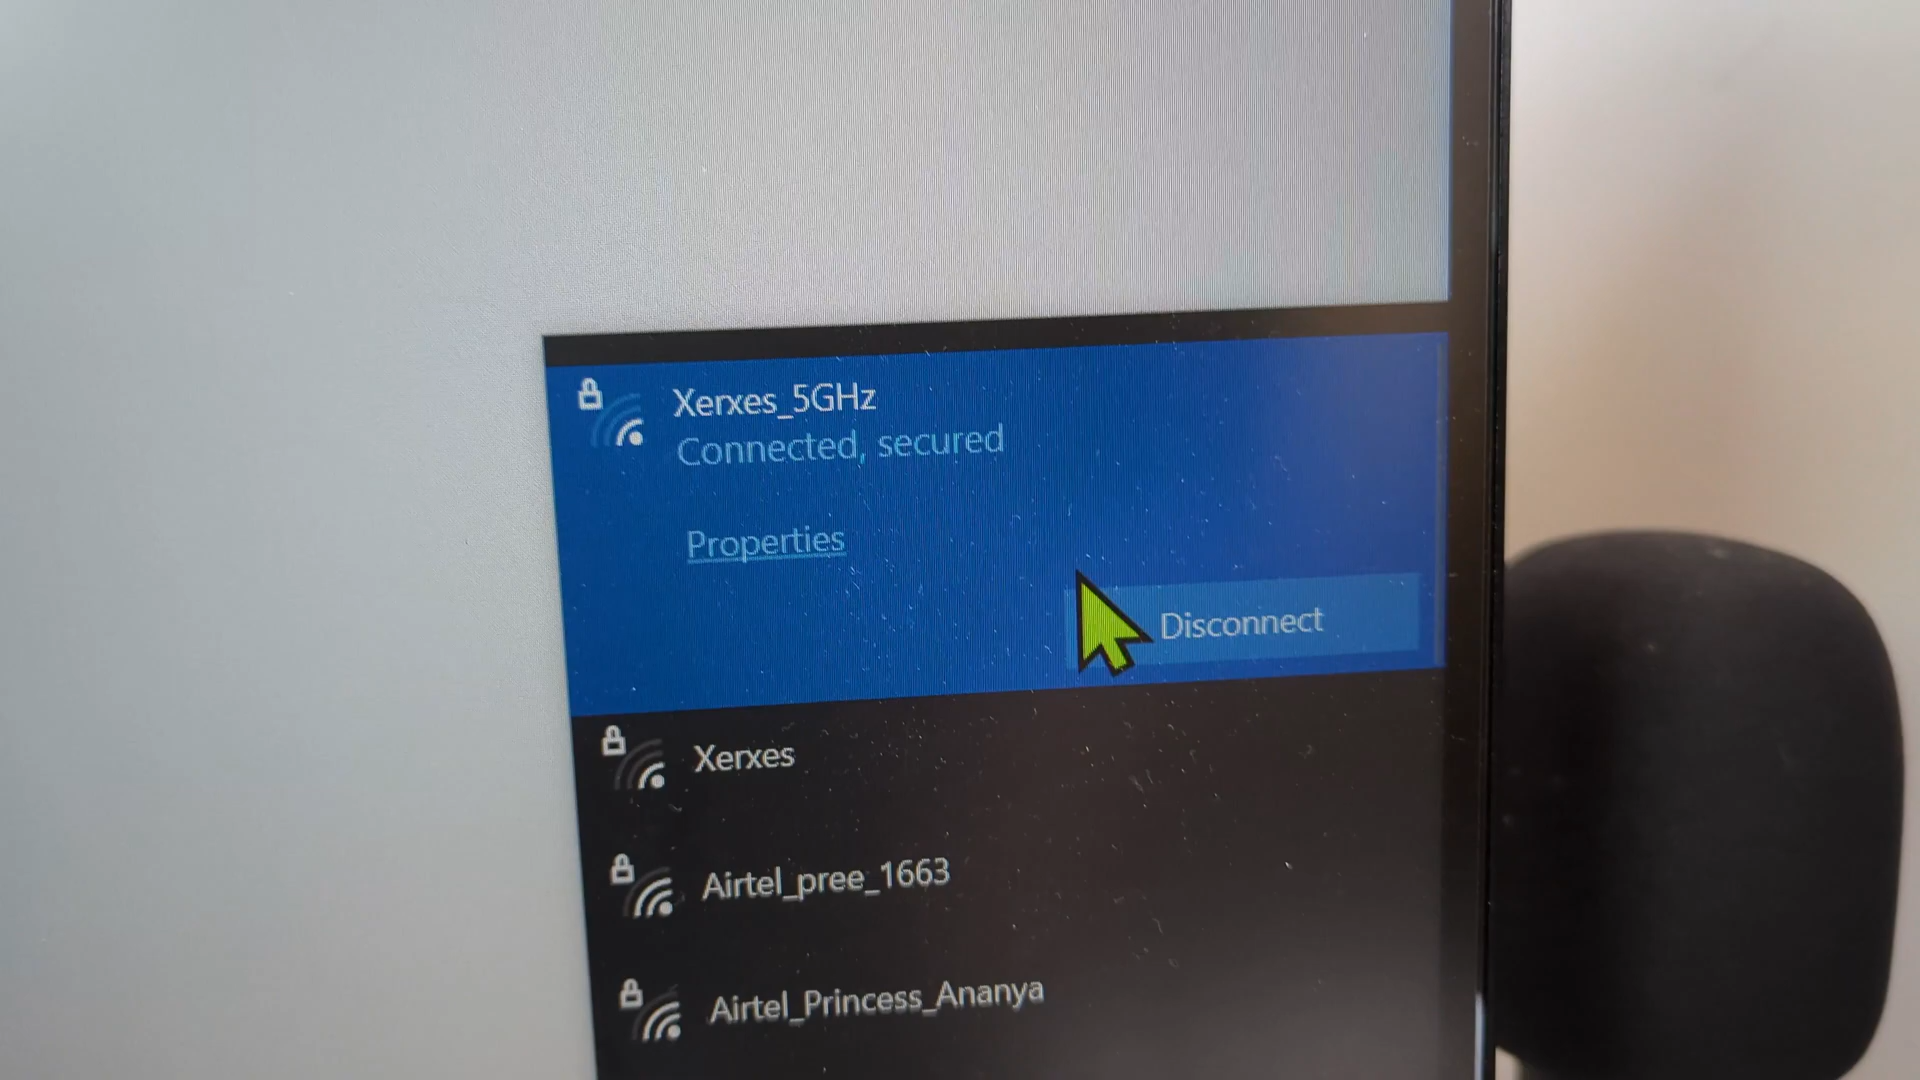 Xerxes_5GHz
Connected, secured
Properties
Disconnect
Xerxes
Airtel_pree_1663
Airtel_Princess_Ananya